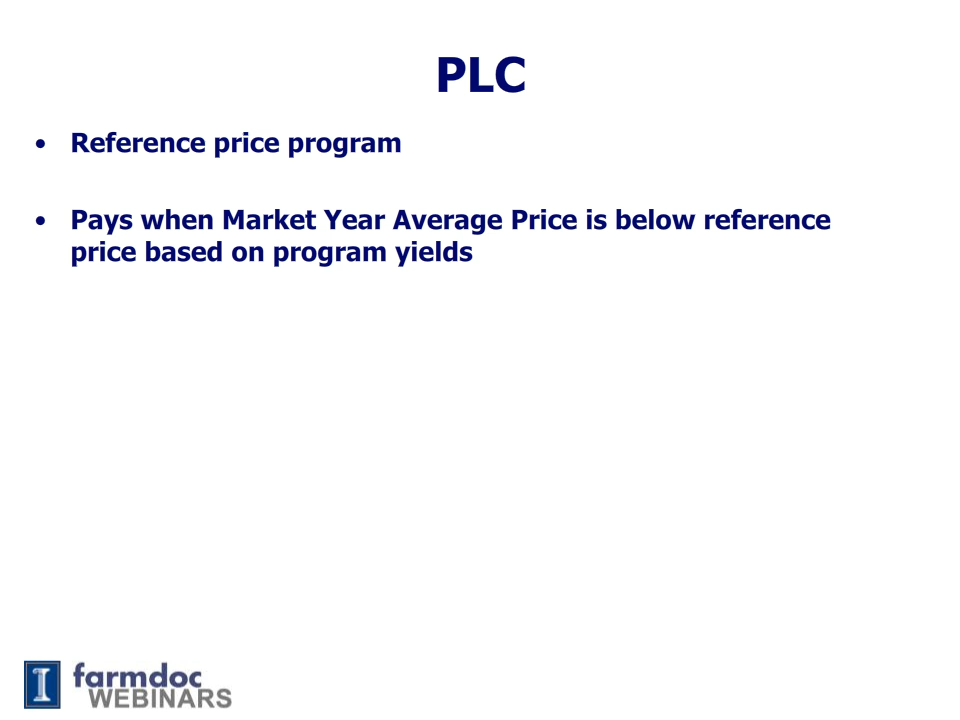 PLC
• Reference price program
• Pays when Market Year Average Price is below reference
price based on program yields
I farmdoc
WEBINARS